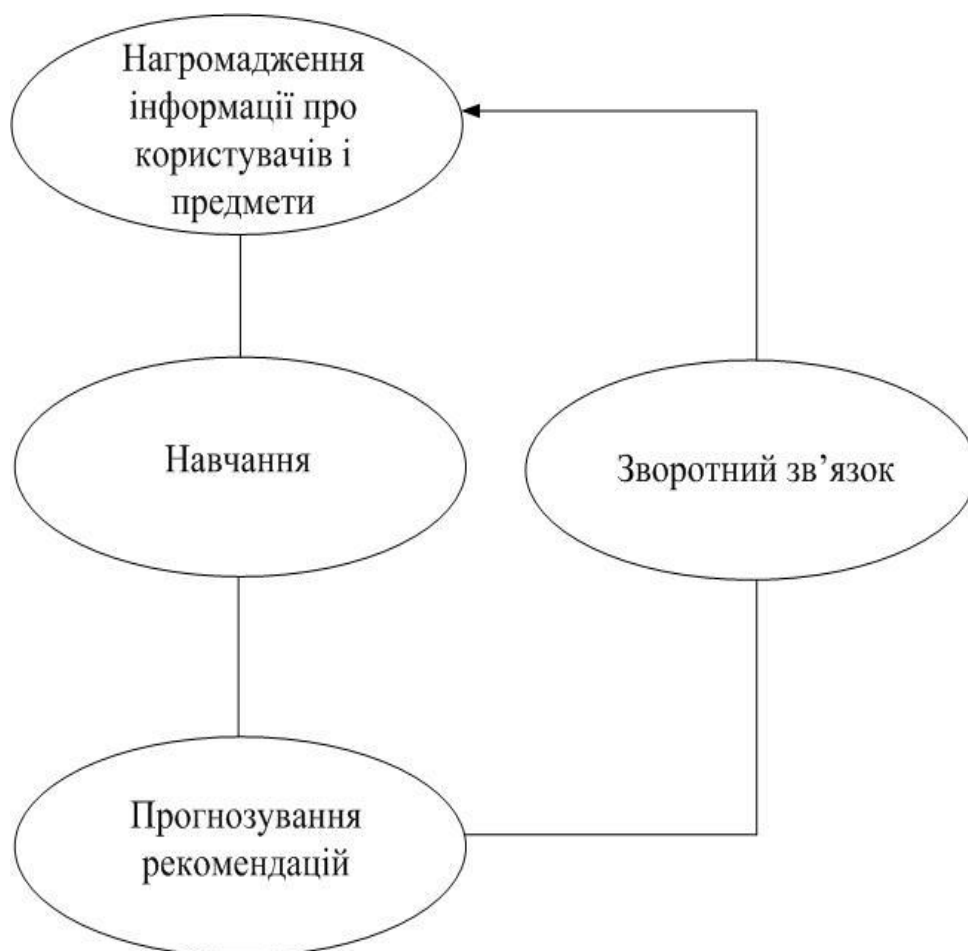 Нагромадження
інформації про
користувачів і
предмети
Навчання
Зворотний зв’язок
Прогнозування
рекомендацій